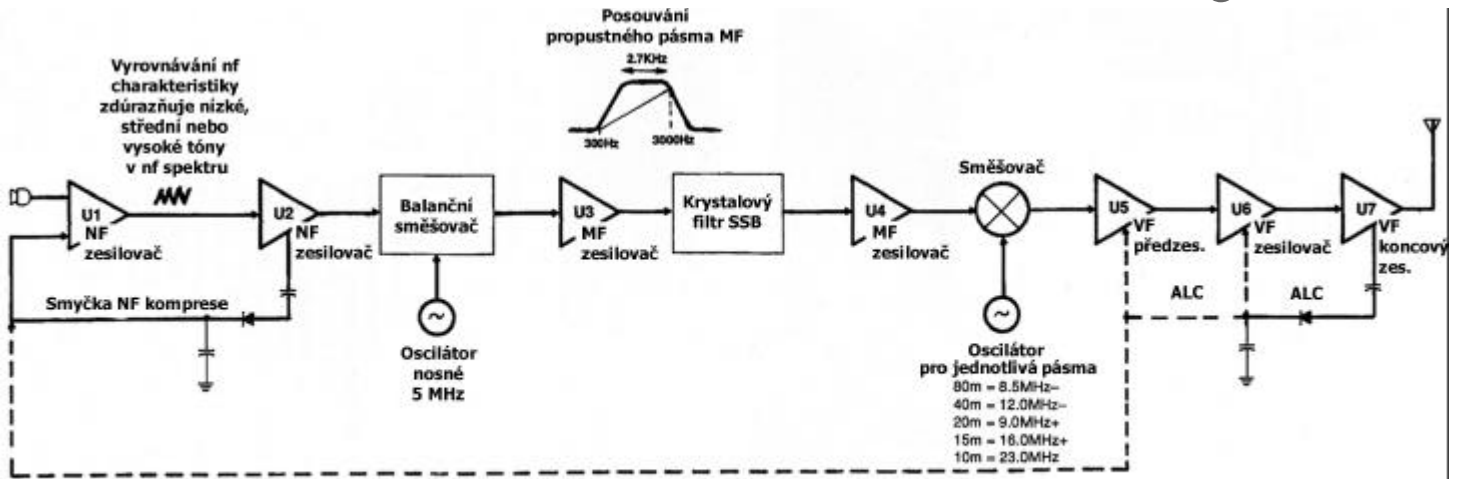 Posouvání
propustného pásma MF
2.7KHz
300Hz
3000Hz
Vyrovnávání nf
charakteristiky
zdúrazňuje nízké,
střední nebo
vysoké tóny
v nf spektru
U1
NF
zesilovač
U2
NF
zesilovač
Balanční
směšovač
U3
MF
zesilovač
Krystalový
filtr SSB
U4
MF
zesilovač
Směšovač
U5
VF
předzes.
U6
VF
zesilovač
U7
VF
koncový
zes.
Smyčka NF komprese
ALC
ALC
~
Oscilátor
nosné
5 MHz
~
Oscilátor
pro jednotlivá pásma
80m = 8.5MHz–
40m = 12.0MHz–
20m = 9.0MHz+
15m = 16.0MHz+
10m = 23.0MHz